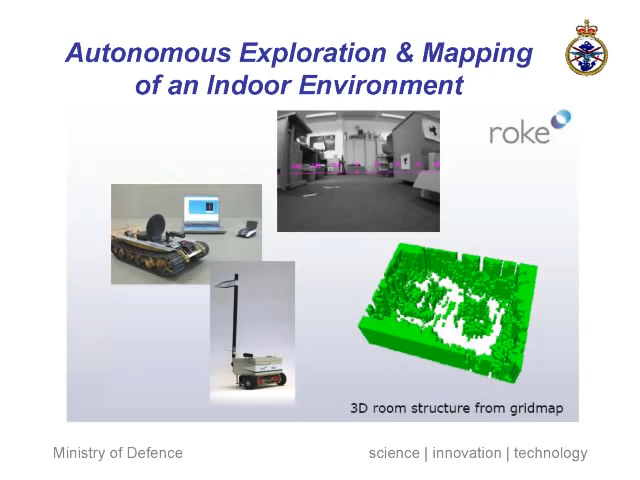 Autonomous Exploration & Mapping
of an Indoor Environment
roke
3D room structure from gridmap
Ministry of Defence
science | innovation | technology